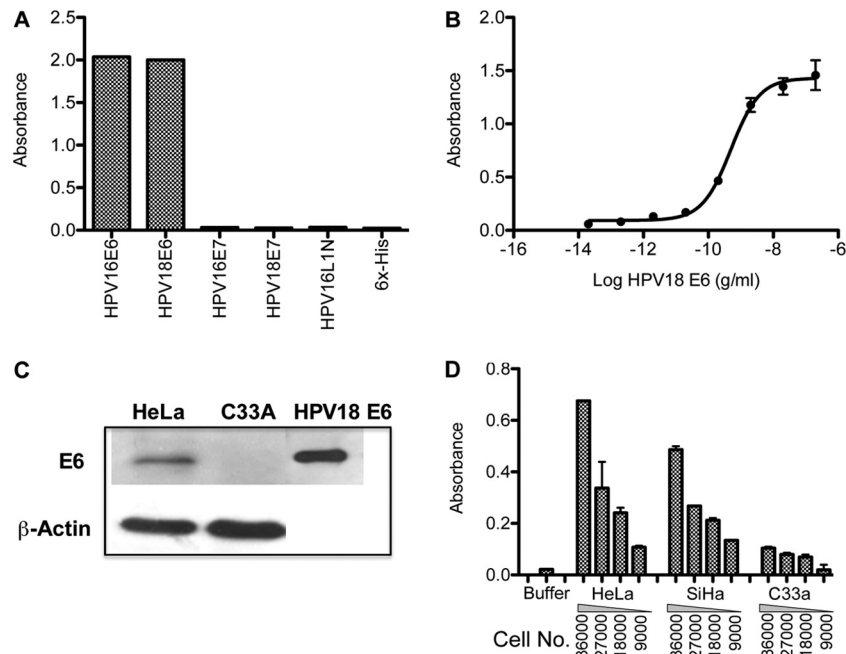 A
2.5
2.0
1.5
1.0
0.5
0.0
Absorbance
HPV16E6
HPV18E6
HPV16E7
HPV18E7
HPV16L1N
6x-His
B
2.0
1.5
1.0
0.5
0.0
Absorbance
-16 -14 -12 -10 -8 -6
Log HPV18 E6 (g/ml)
C
HeLa C33A HPV18 E6
E6
β-Actin
D
0.8
0.6
0.4
0.2
0.0
Absorbance
Buffer HeLa SiHa C33a
Cell No.
36000
27000
18000
9000
36000
27000
18000
9000
36000
27000
18000
9000